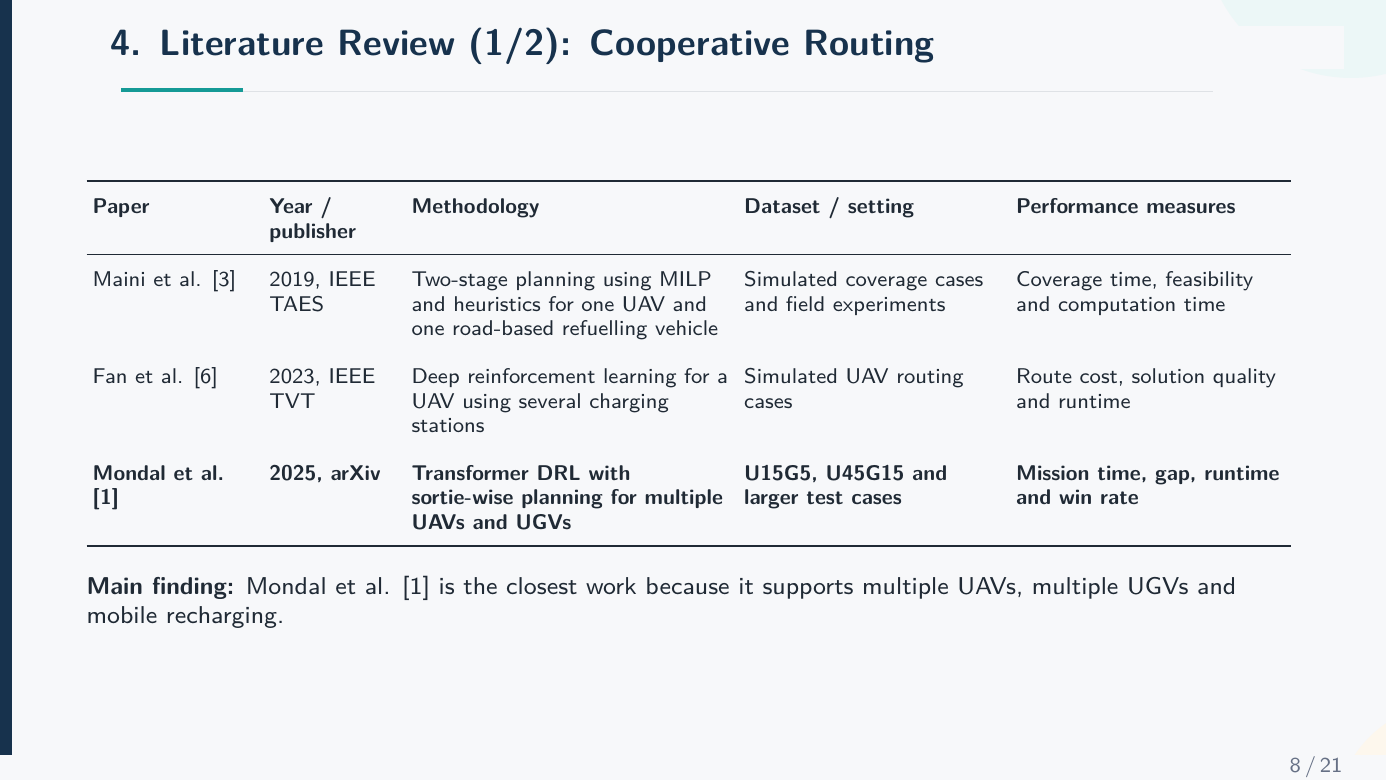 4. Literature Review (1/2): Cooperative Routing
Paper
Year / publisher
Methodology
Dataset / setting
Performance measures
Maini et al. [3]
2019, IEEE
TAES
Two-stage planning using MILP
and heuristics for one UAV and
one road-based refuelling vehicle
Simulated coverage cases
and field experiments
Coverage time, feasibility
and computation time
Fan et al. [6]
2023, IEEE
TVT
Deep reinforcement learning for a
UAV using several charging
stations
Simulated UAV routing
cases
Route cost, solution quality
and runtime
Mondal et al.
[1]
2025, arXiv
Transformer DRL with
sortie-wise planning for multiple
UAVs and UGVs
U15G5, U45G15 and
larger test cases
Mission time, gap, runtime
and win rate
Main finding: Mondal et al. [1] is the closest work because it supports multiple UAVs, multiple UGVs and
mobile recharging.
8 / 21